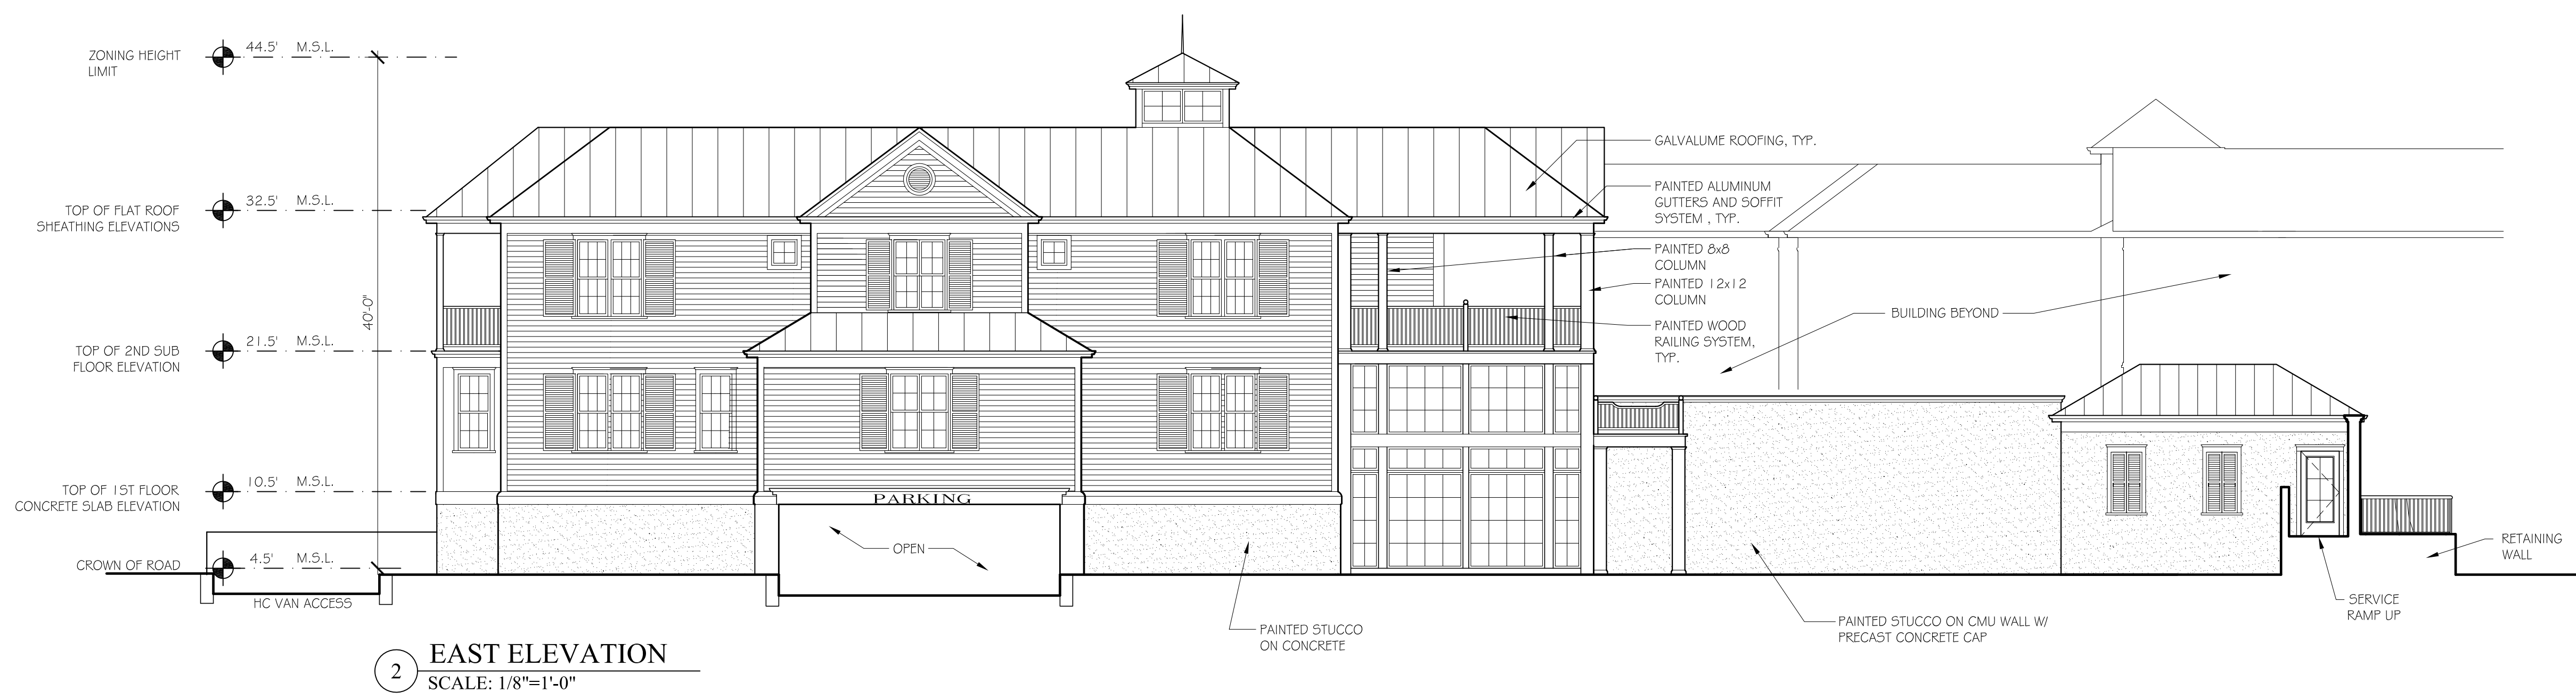 ZONING HEIGHT
LIMIT
44.5' M.S.L.
TOP OF FLAT ROOF
SHEATHING ELEVATIONS
32.5' M.S.L.
TOP OF 2ND SUB
FLOOR ELEVATION
21.5' M.S.L.
TOP OF 1ST FLOOR
CONCRETE SLAB ELEVATION
10.5' M.S.L.
CROWN OF ROAD
4.5' M.S.L.
40'-0"
HC VAN ACCESS
PARKING
OPEN
GALVALUME ROOFING, TYP.
PAINTED ALUMINUM
GUTTERS AND SOFFIT
SYSTEM , TYP.
PAINTED 8x8
COLUMN
PAINTED 12x12
COLUMN
PAINTED WOOD
RAILING SYSTEM,
TYP.
BUILDING BEYOND
RETAINING
WALL
SERVICE
RAMP UP
PAINTED STUCCO
ON CONCRETE
PAINTED STUCCO ON CMU WALL W/
PRECAST CONCRETE CAP
2
EAST ELEVATION
SCALE: 1/8"=1'-0"